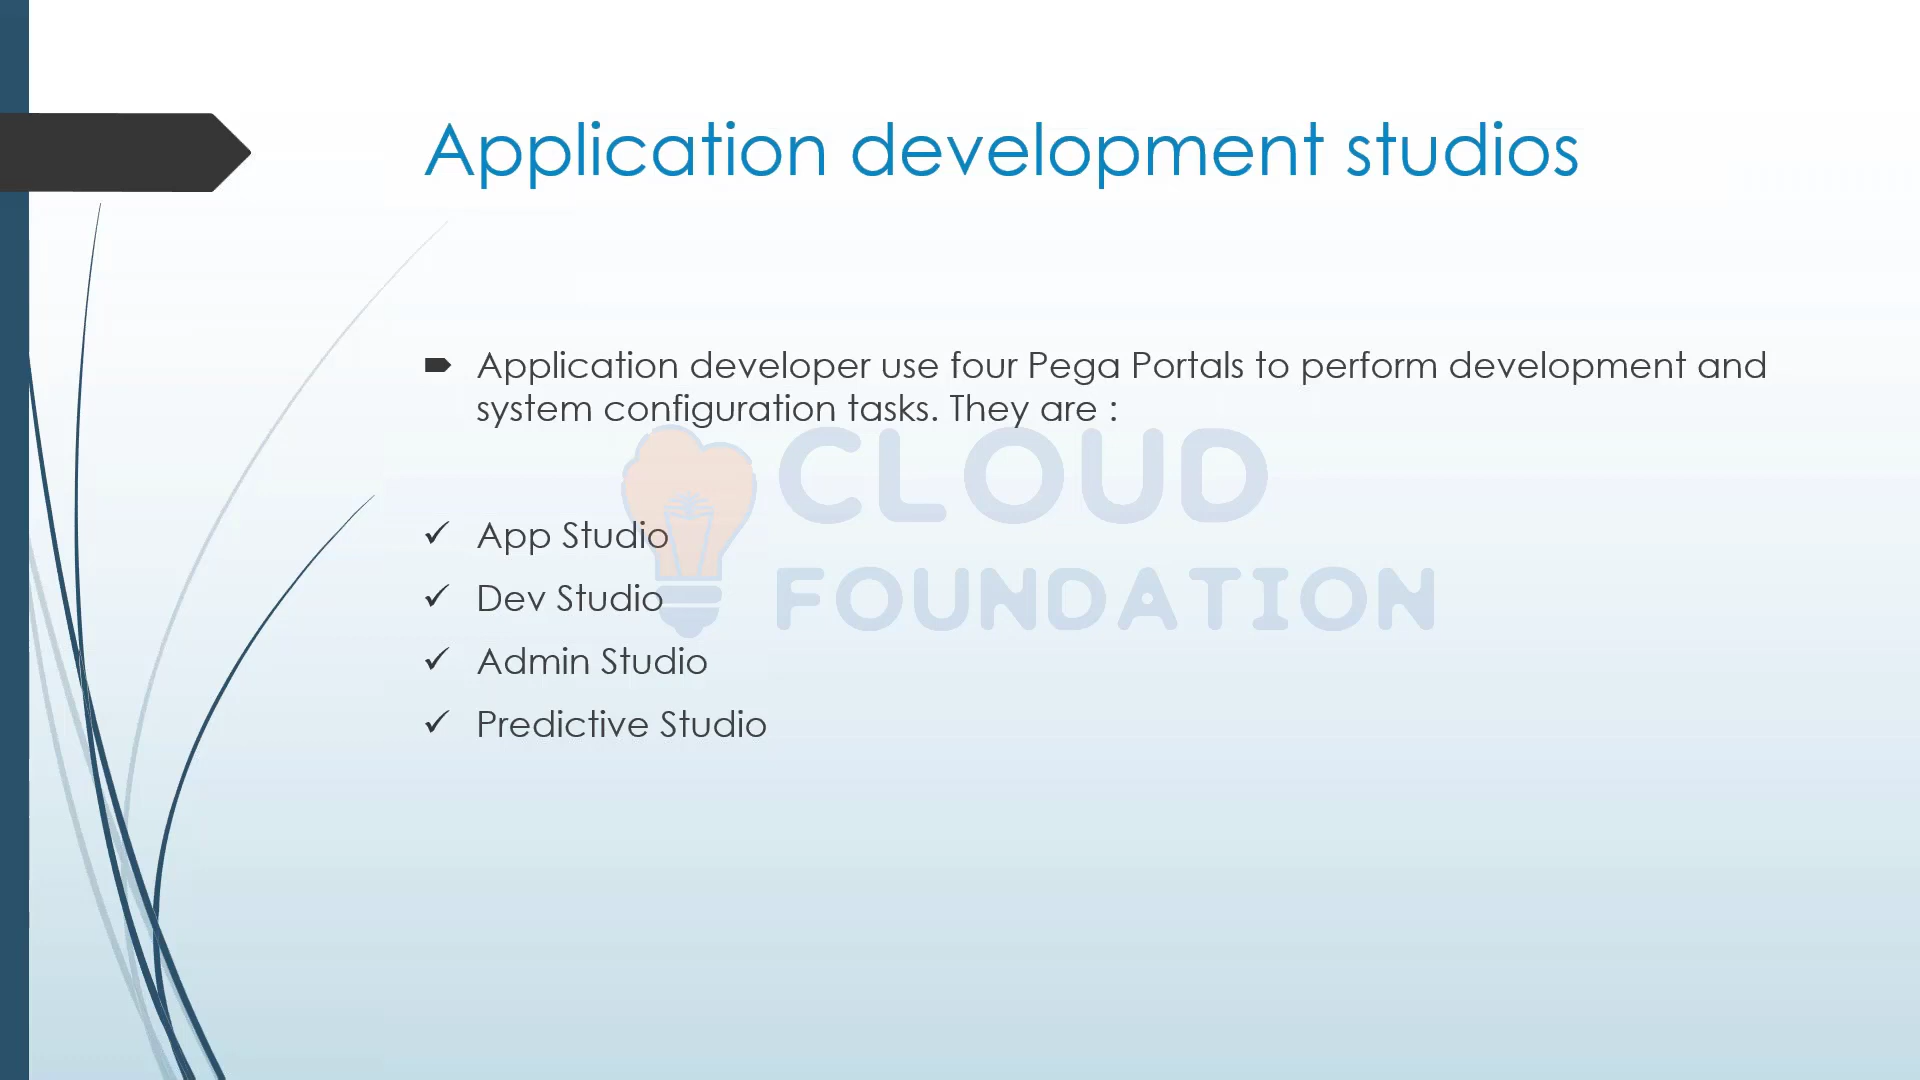 Application development studios
Application developer use four Pega Portals to perform development and
system configuration tasks. They are :
CLOUD
FOUNDATION
App Studio
Dev Studio
Admin Studio
Predictive Studio